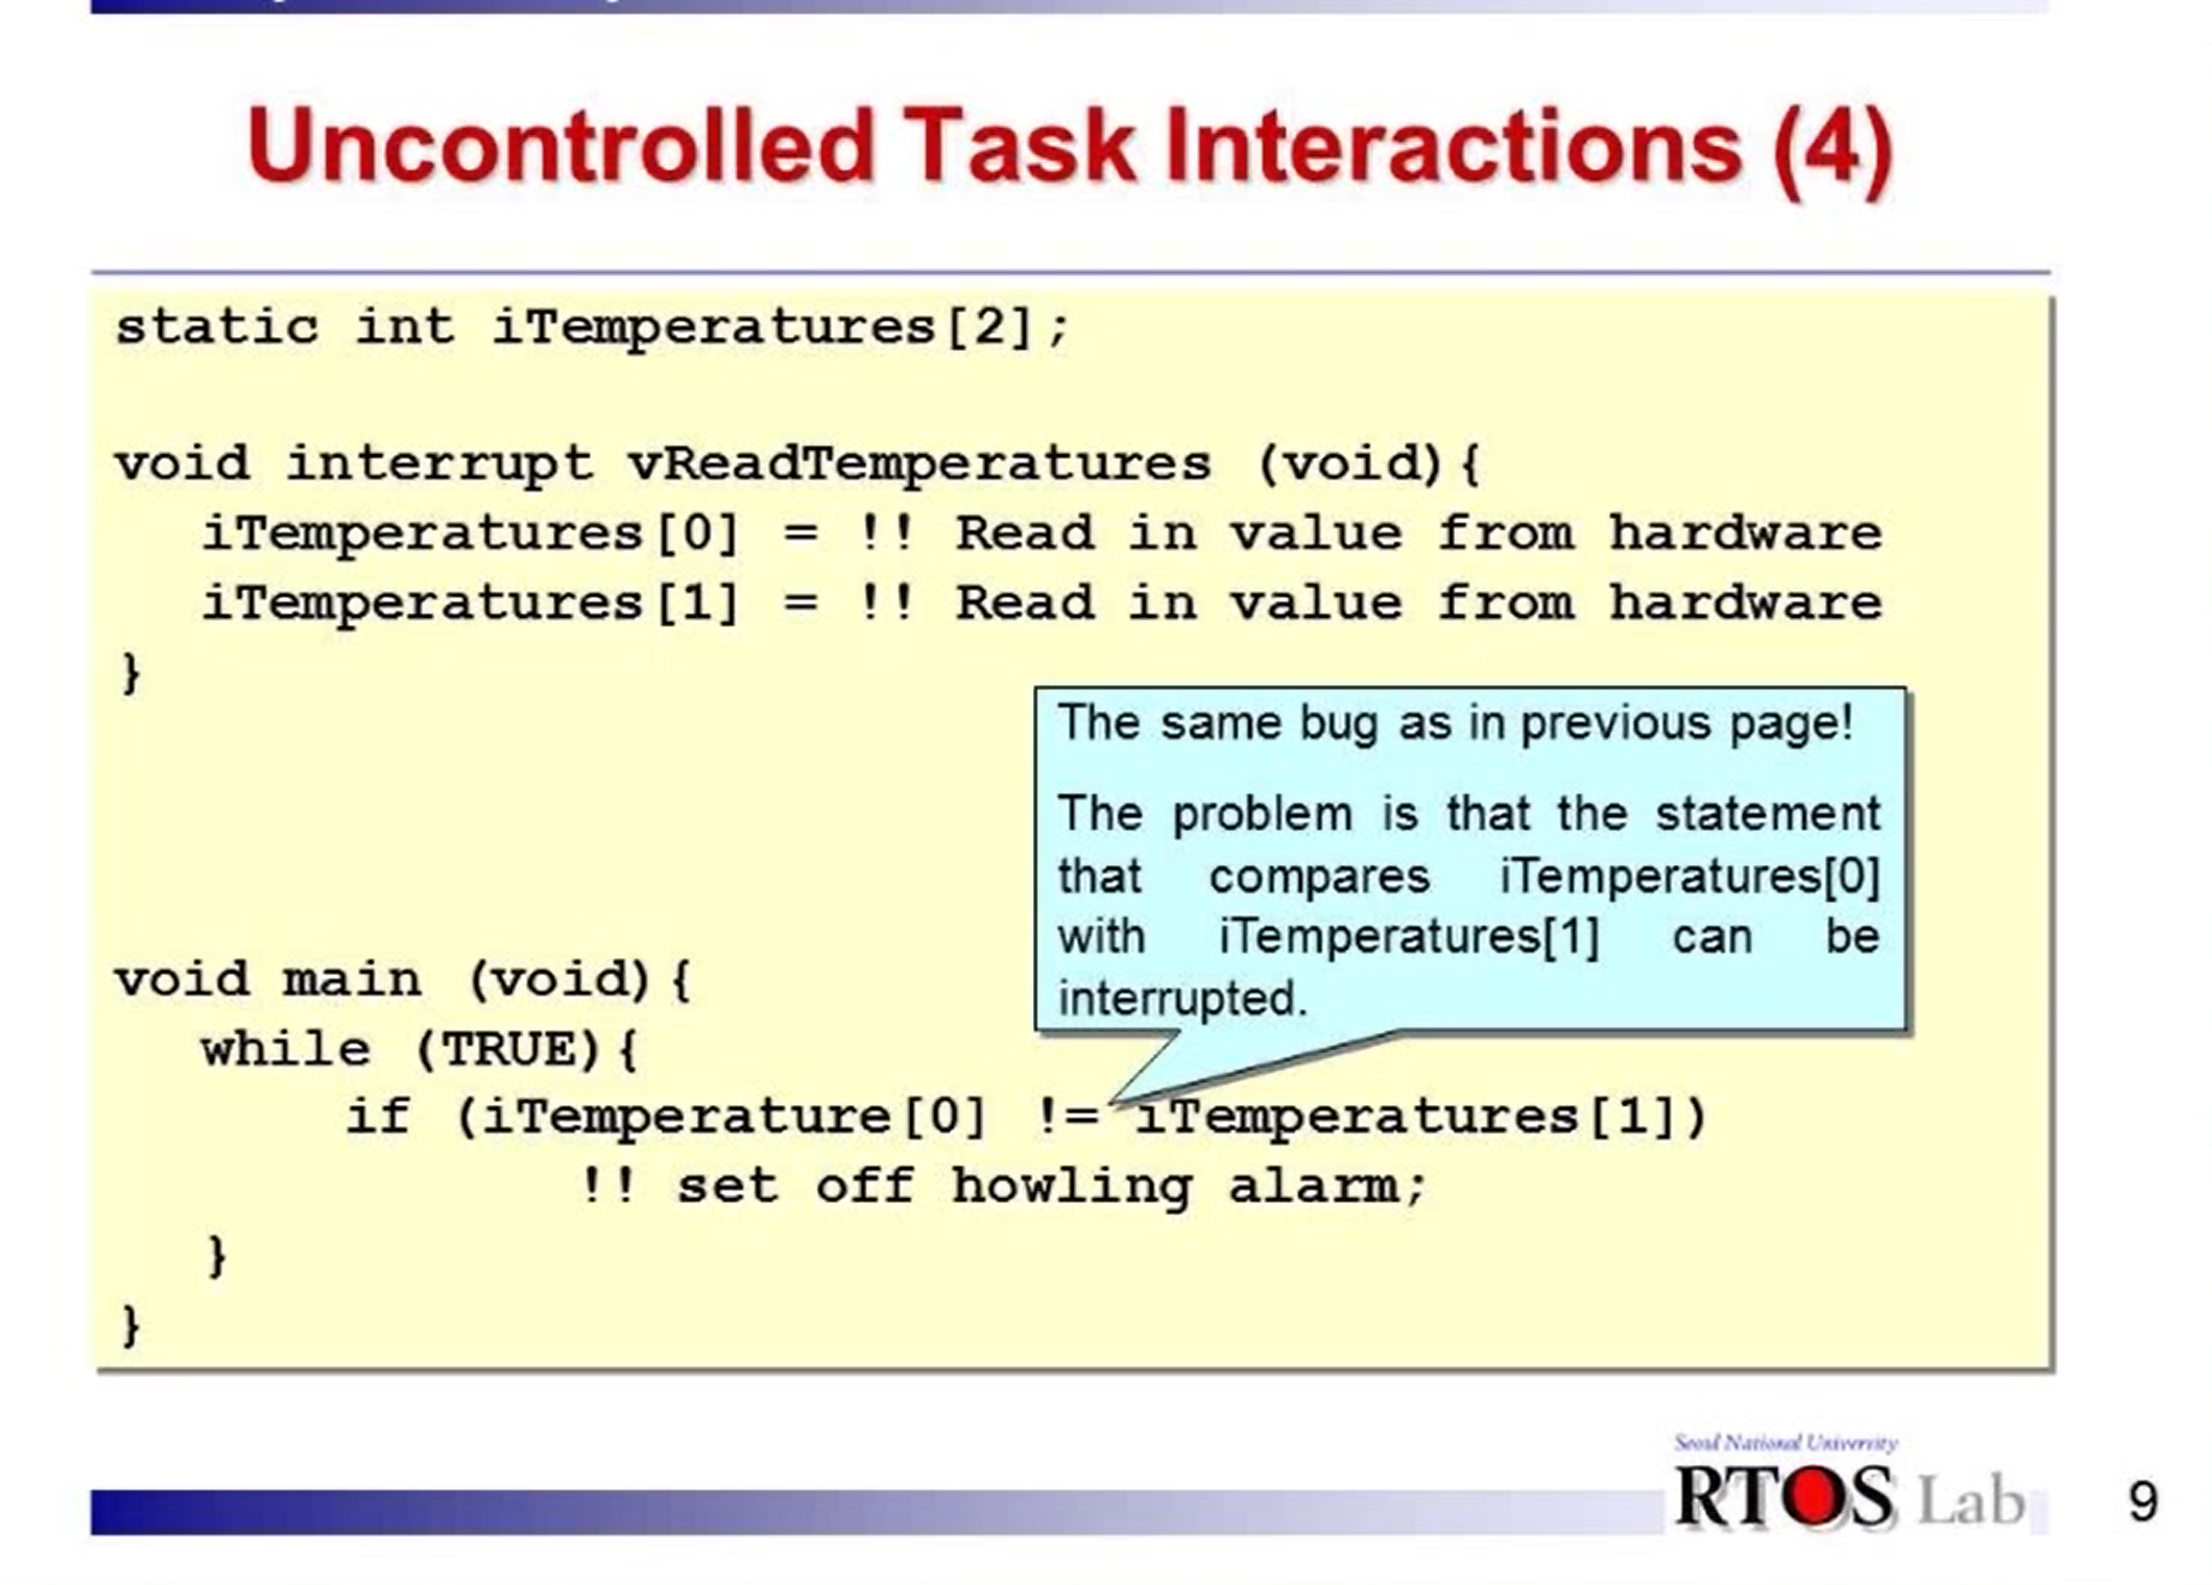 Uncontrolled Task Interactions (4)
static int iTemperatures[2];
void interrupt vReadTemperatures (void){
iTemperatures[0] = !! Read in value from hardware
iTemperatures[1] = !! Read in value from hardware
}
The same bug as in previous page!
The problem is that the statement
that compares iTemperatures[0]
with iTemperatures[1] can be
interrupted.
void main (void){
while (TRUE){
if (iTemperature[0] != iTemperatures[1])
!! set off howling alarm;
}
}
Seoul National University
RTOS Lab
9